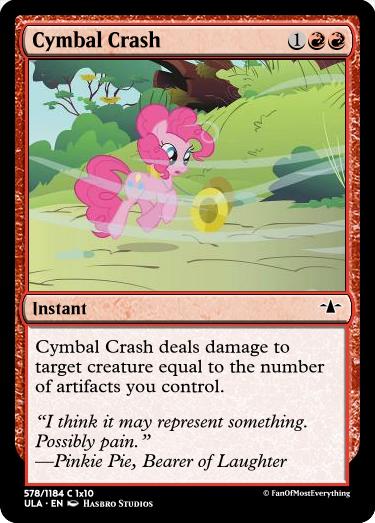 Cymbal Crash 1
Instant
Cymbal Crash deals damage to
target creature equal to the number
of artifacts you control.
“I think it may represent something.
Possibly pain.”
—Pinkie Pie, Bearer of Laughter
578/1184 C 1x10
ULA • EN Hasbro Studios
© FanOfMostEverything